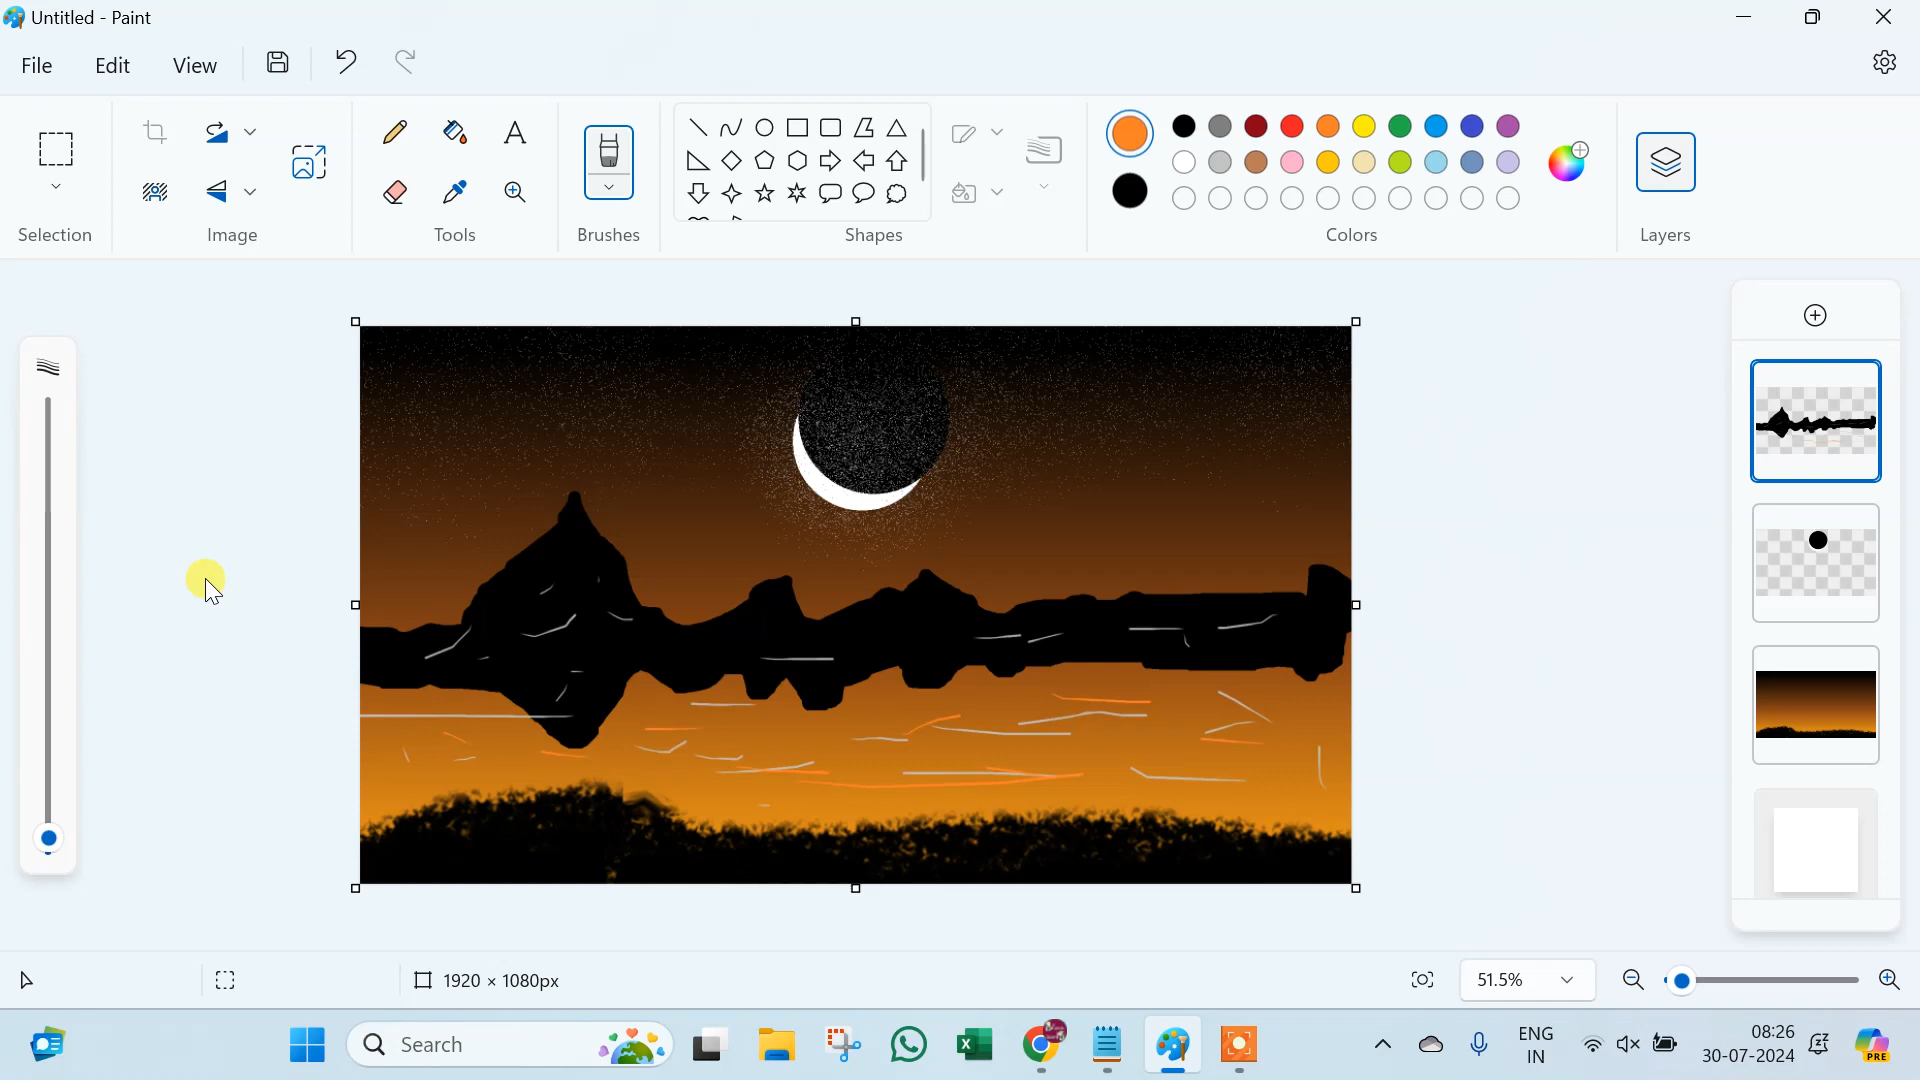 Untitled - Paint
File Edit View
Selection Image Tools Brushes Shapes Colors Layers
1920 × 1080px 51.5%
Search
ENG
IN
08:26
30-07-2024
PRE